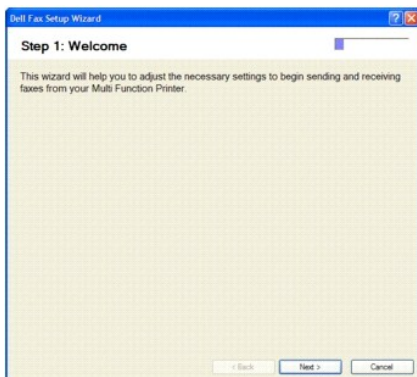 Dell Fax Setup Wizard
Step 1: Welcome
This wizard will help you to adjust the necessary settings to begin sending and receiving
faxes from your Multi Function Printer.
< Back Next > Cancel